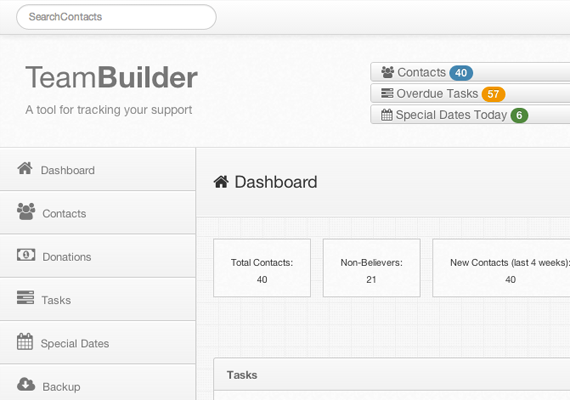 SearchContacts
TeamBuilder
A tool for tracking your support
Contacts 40
Overdue Tasks 57
Special Dates Today 6
Dashboard
Contacts
Donations
Tasks
Special Dates
Backup
Dashboard
Total Contacts:
40
Non-Believers:
21
New Contacts (last 4 weeks):
40
Tasks